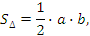 S_Δ = 1/2 · a · b,